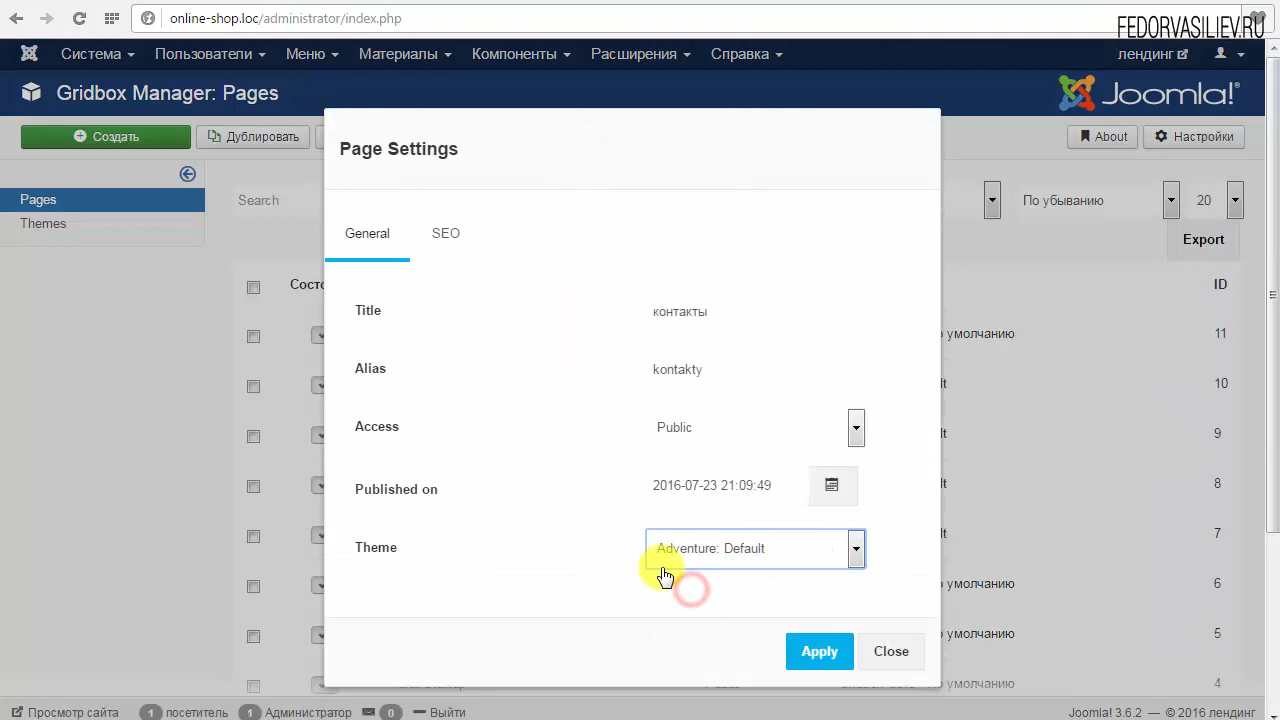 online-shop.loc/administrator/index.php
FEDORVASILIEV.RU
Система Пользователи Меню Материалы Компоненты Расширения Справка лендинг
Gridbox Manager: Pages
Joomla!®
Создать Дублировать About Настройки
Page Settings
Pages
Search По убыванию 20
Themes
General SEO
Export
ID
Title контакты
умолчанию 11
Alias kontakty
10
Access Public
9
Published on 2016-07-23 21:09:49
8
Theme Adventure: Default
7
умолчанию 6
умолчанию 5
Apply Close
умолчанию 4
Просмотр сайта 1 посетитель 1 Администратор 0 Выйти Joomla! 3.6.2 — © 2016 лендинг